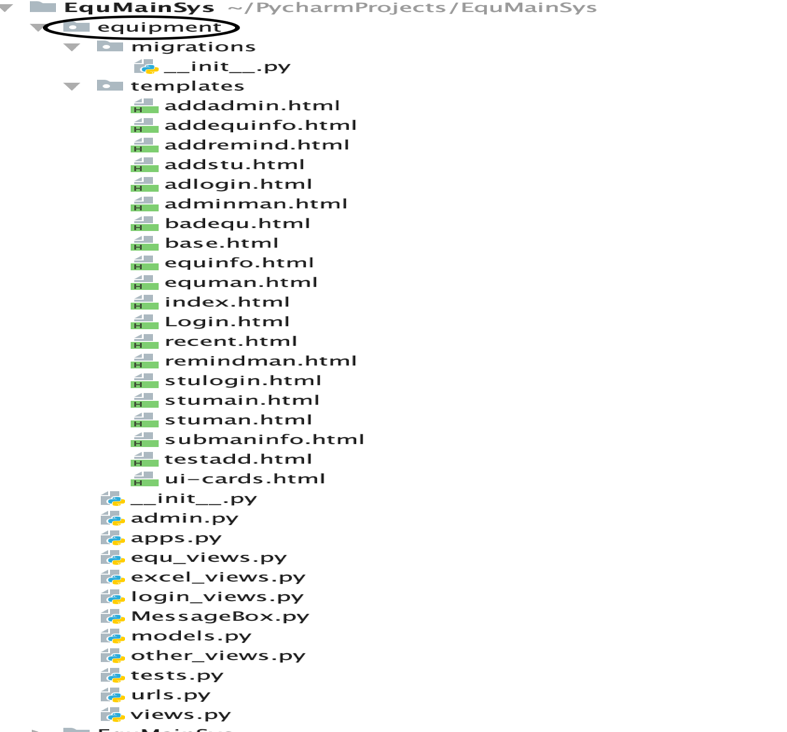 EquMainSys ~/PycharmProjects/EquMainSys
equipment
migrations
__init__.py
templates
addadmin.html
addequinfo.html
addremind.html
addstu.html
adlogin.html
adminman.html
badequ.html
base.html
equinfo.html
equman.html
index.html
Login.html
recent.html
remindman.html
stulogin.html
stumain.html
stuman.html
submaninfo.html
testadd.html
ui-cards.html
__init__.py
admin.py
apps.py
equ_views.py
excel_views.py
login_views.py
MessageBox.py
models.py
other_views.py
tests.py
urls.py
views.py
EquMainSys